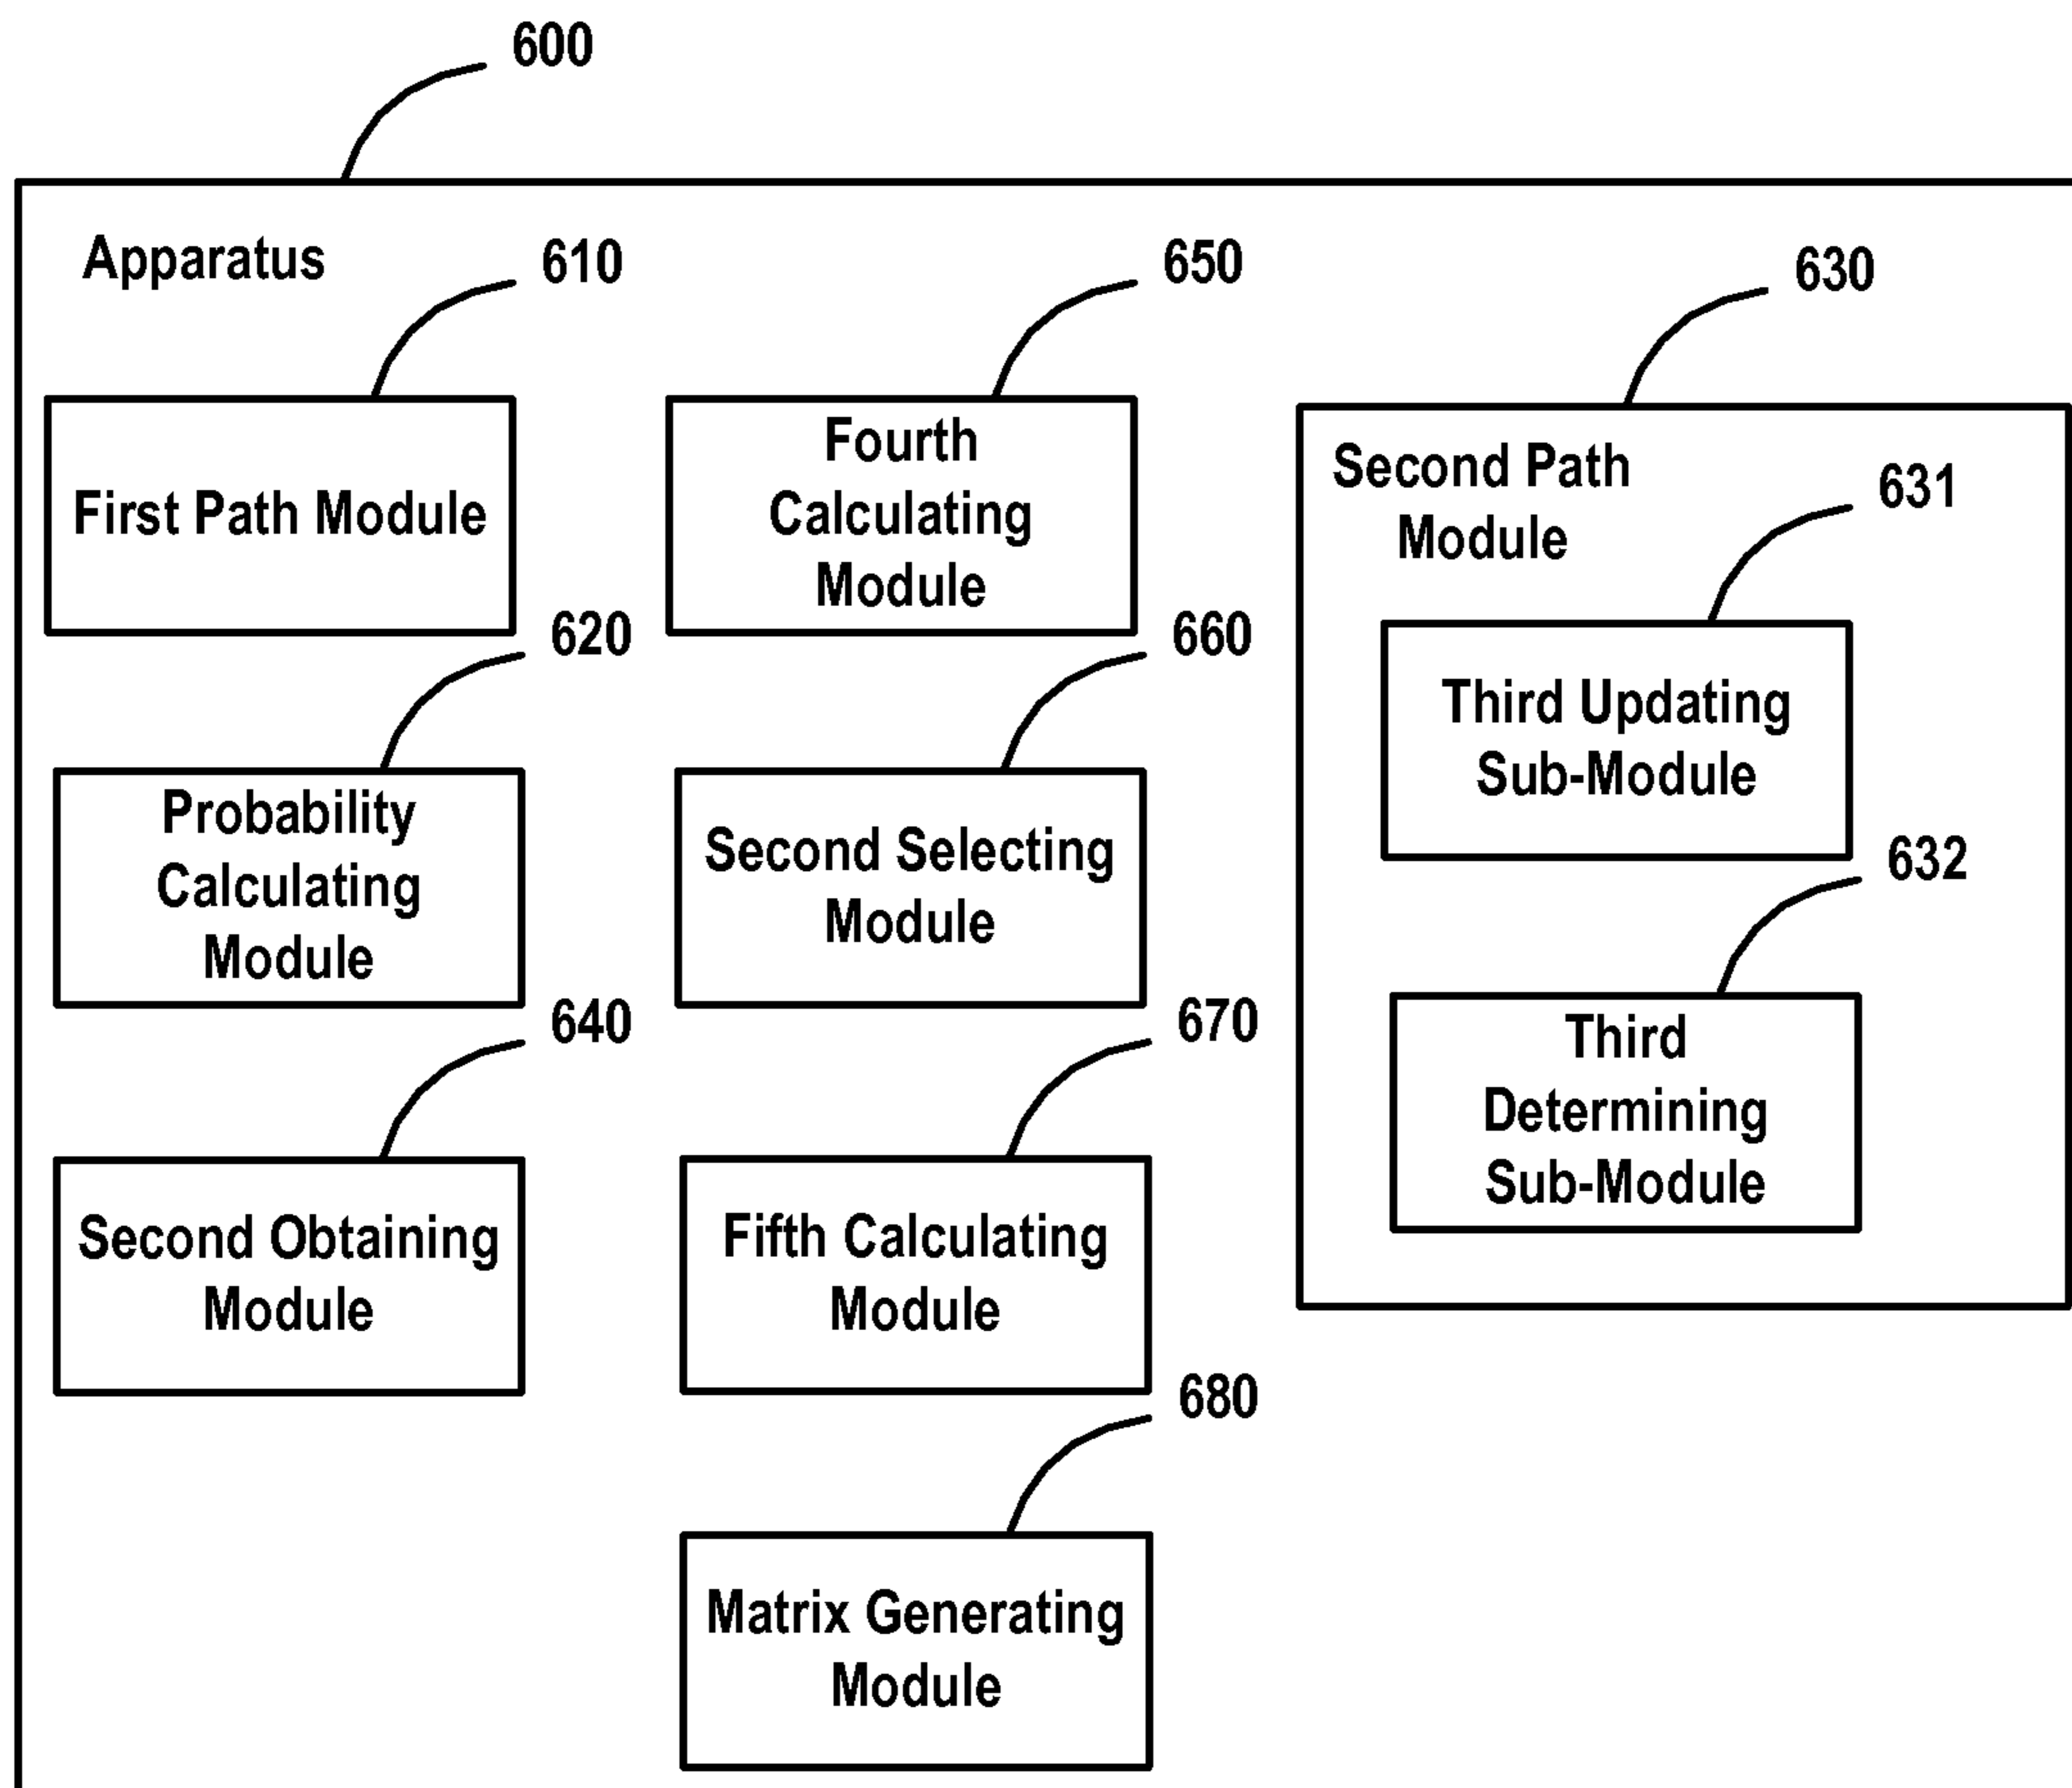 600
Apparatus
610
First Path Module
620
Probability
Calculating
Module
640
Second Obtaining
Module
650
Fourth
Calculating
Module
660
Second Selecting
Module
670
Fifth Calculating
Module
680
Matrix Generating
Module
630
Second Path
Module
631
Third Updating
Sub-Module
632
Third
Determining
Sub-Module